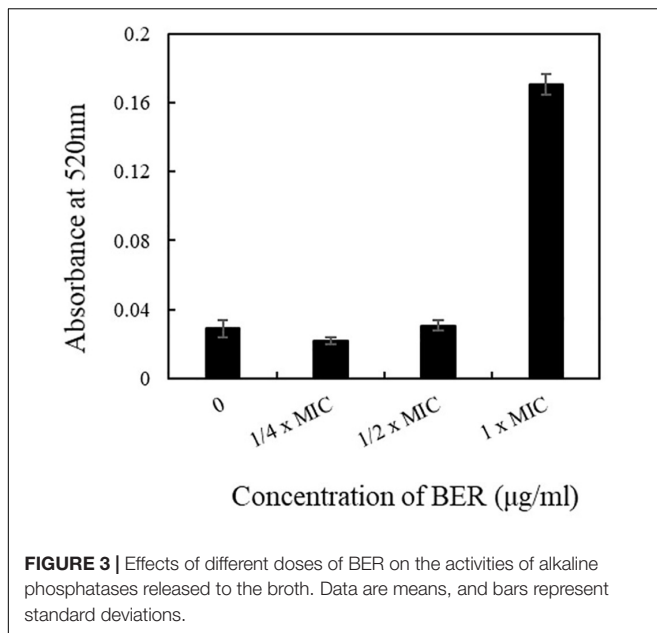 0.2
0.16
0.12
0.08
0.04
0
Absorbance at 520nm
0
1/4 x MIC
1/2 x MIC
1 x MIC
Concentration of BER (µg/ml)
FIGURE 3 | Effects of different doses of BER on the activities of alkaline
phosphatases released to the broth. Data are means, and bars represent
standard deviations.